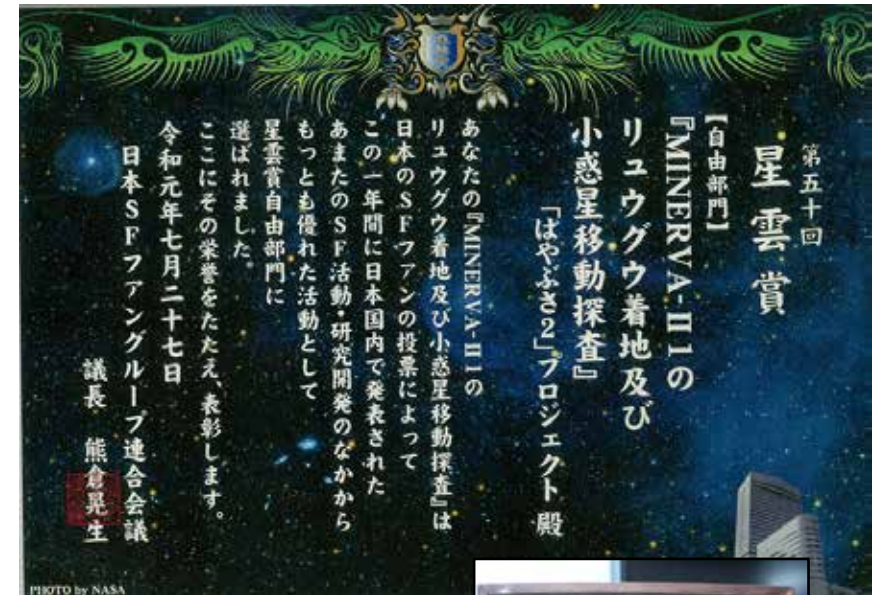 第五十回
星雲賞
【自由部門】
『MINERVA-II1の
リュウグウ着地及び
小惑星移動探査』
「はやぶさ2」プロジェクト 殿
あなたの『MINERVA-II1の
リュウグウ着地及び小惑星移動探査』は
日本のSFファンの投票によって
この一年間に日本国内で発表された
あまたのSF活動・研究開発のなかから
もっとも優れた活動として
星雲賞自由部門に
選ばれました。
ここにその栄誉をたたえ、表彰します。
令和元年七月二十七日
日本SFファングループ連合会議
議長 熊倉晃生
PHOTO by NASA